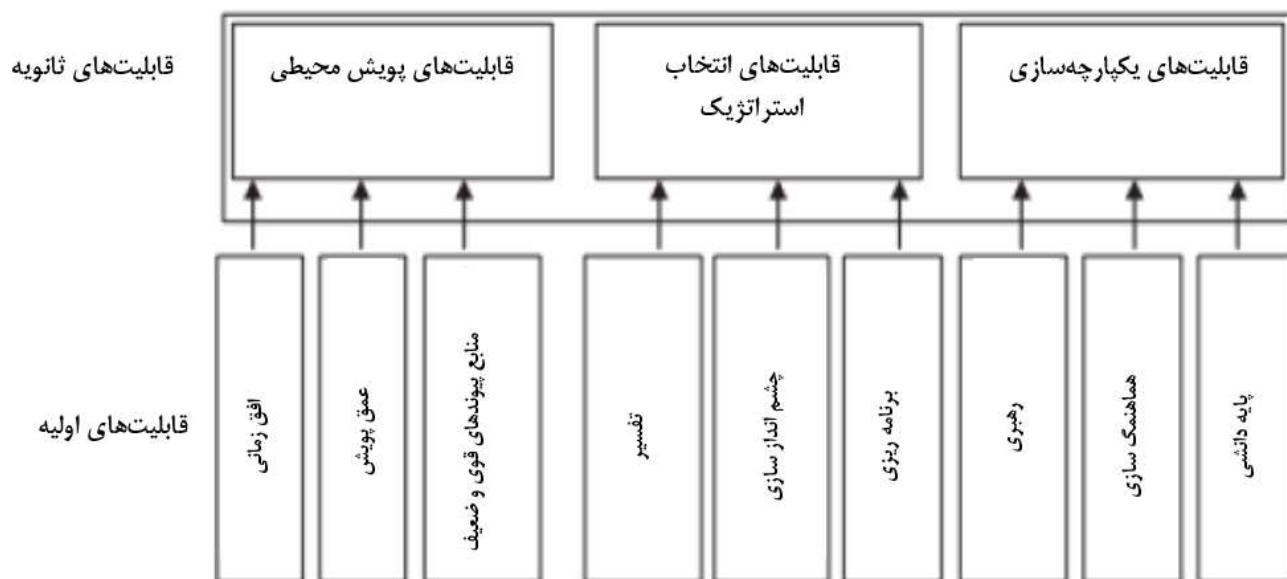 قابلیت‌های ثانویه
قابلیت‌های پویش محیطی
قابلیت‌های انتخاب
استراتژیک
قابلیت‌های یکپارچه‌سازی
قابلیت‌های اولیه
افق زمانی
عمق پویش
منابع پیوندهای قوی و ضعیف
تفسیر
چشم انداز سازی
برنامه ریزی
رهبری
هماهنمگ سازی
پایه دانشی